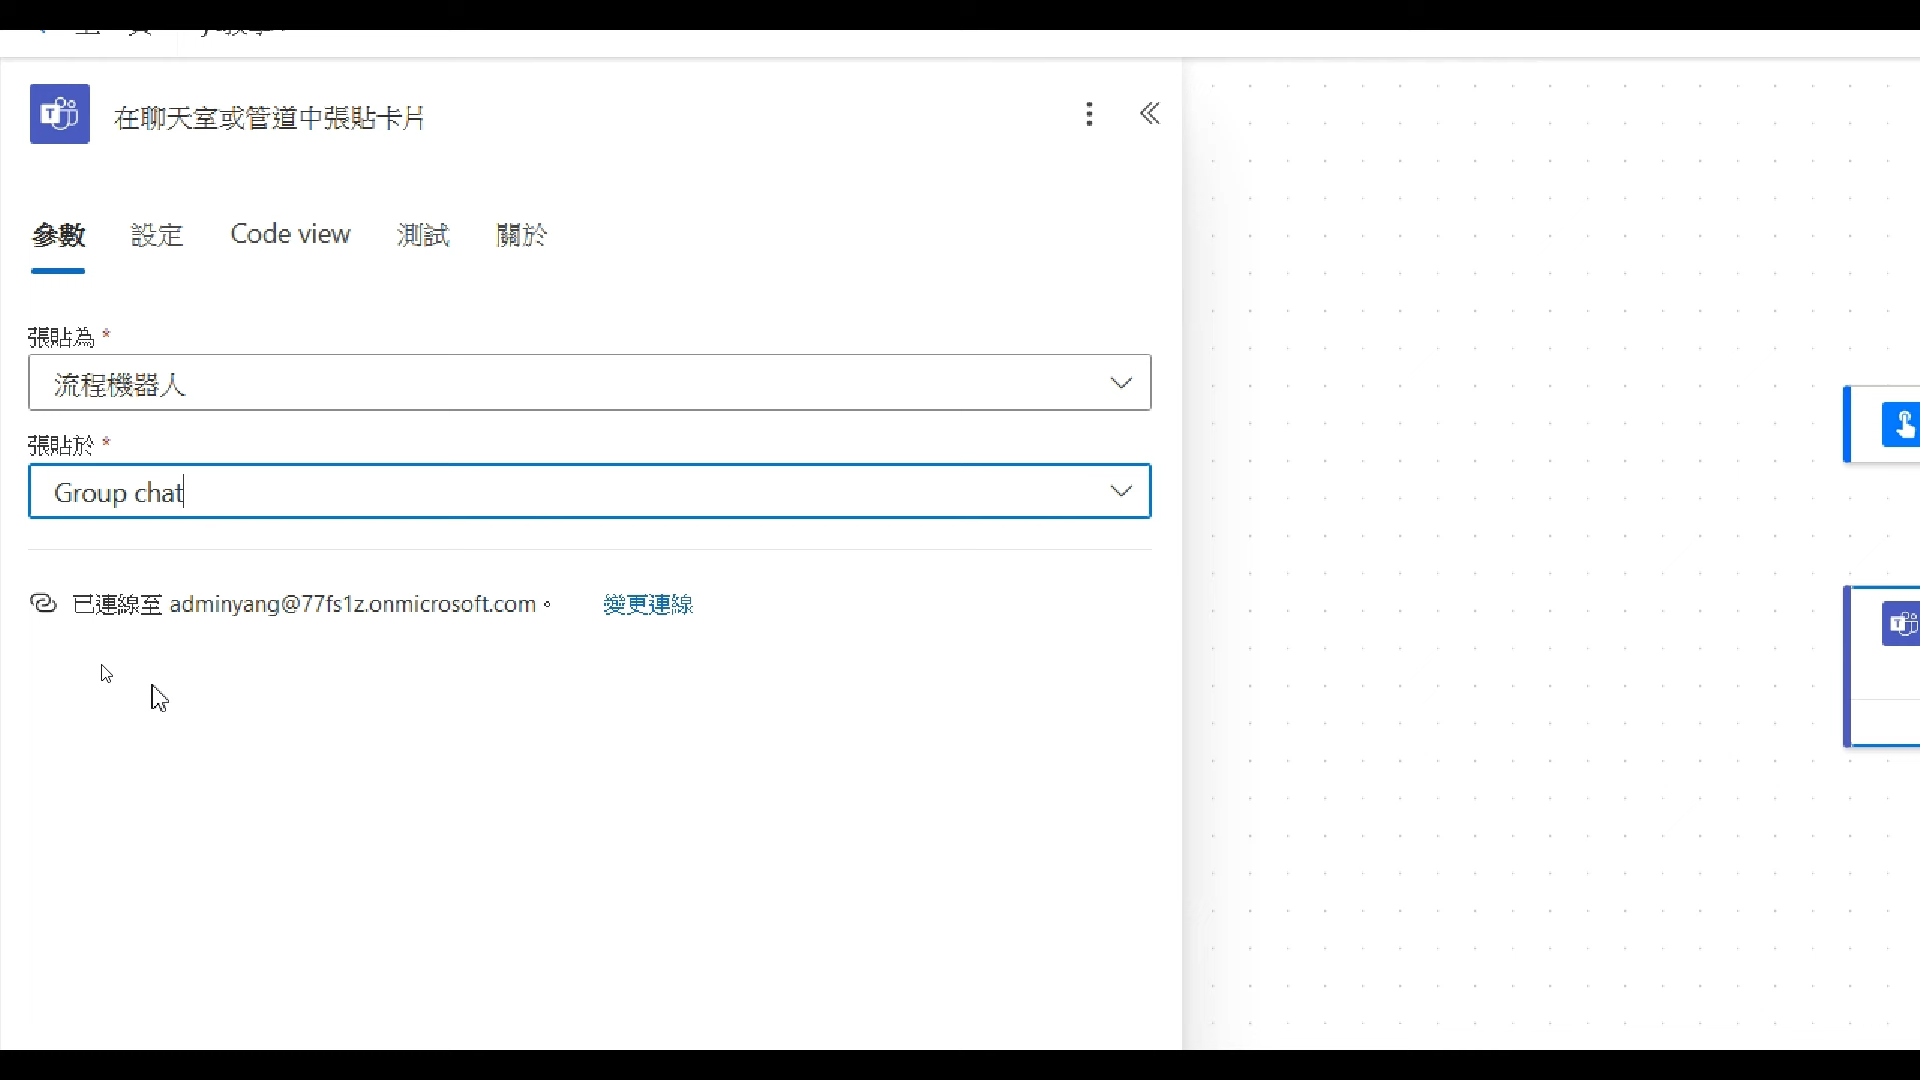 在聊天室或管道中張貼卡片
參數 設定 Code view 測試 關於
張貼為 *
流程機器人
張貼於 *
Group chat
已連線至 adminyang@77fs1z.onmicrosoft.com。 變更連線